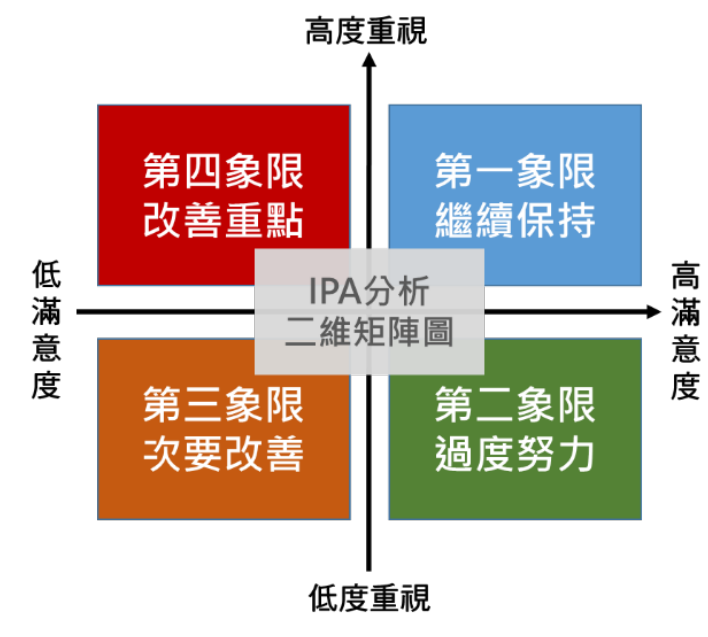 高度重視
第四象限
改善重點
第一象限
繼續保持
低滿意度
IPA分析
二維矩陣圖
高滿意度
第三象限
次要改善
第二象限
過度努力
低度重視